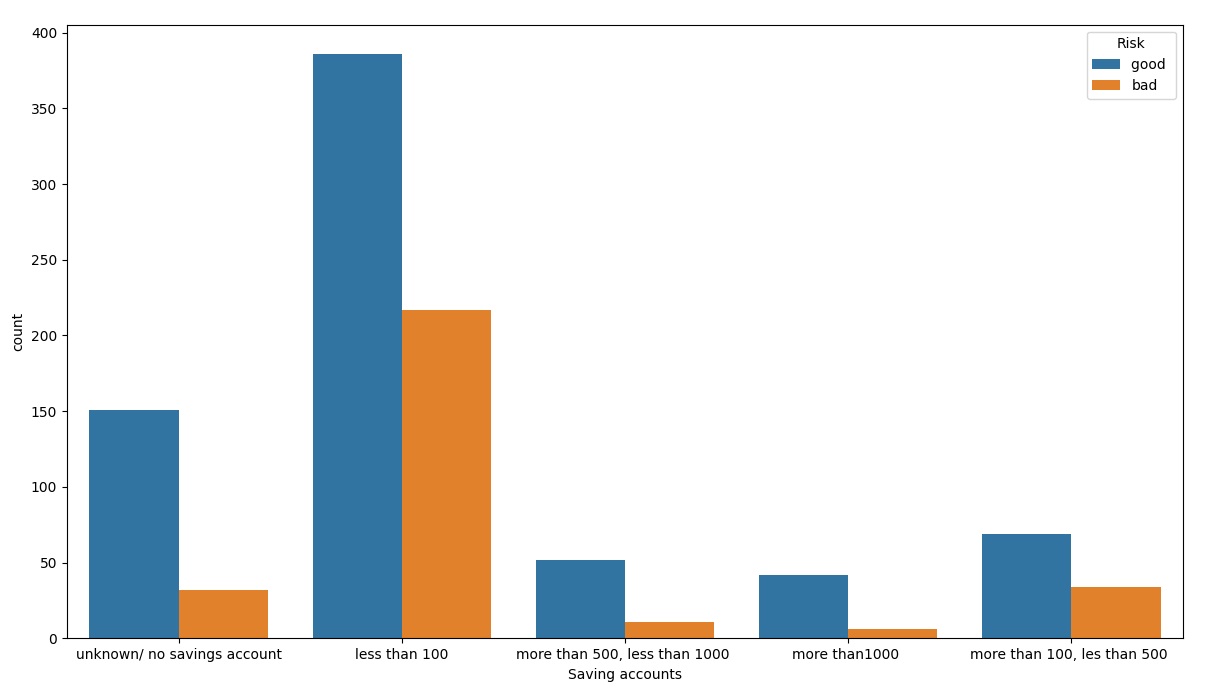 400
350
300
250
200
150
100
50
0
count
Risk
good
bad
unknown/ no savings account
less than 100
more than 500, less than 1000
more than1000
more than 100, les than 500
Saving accounts